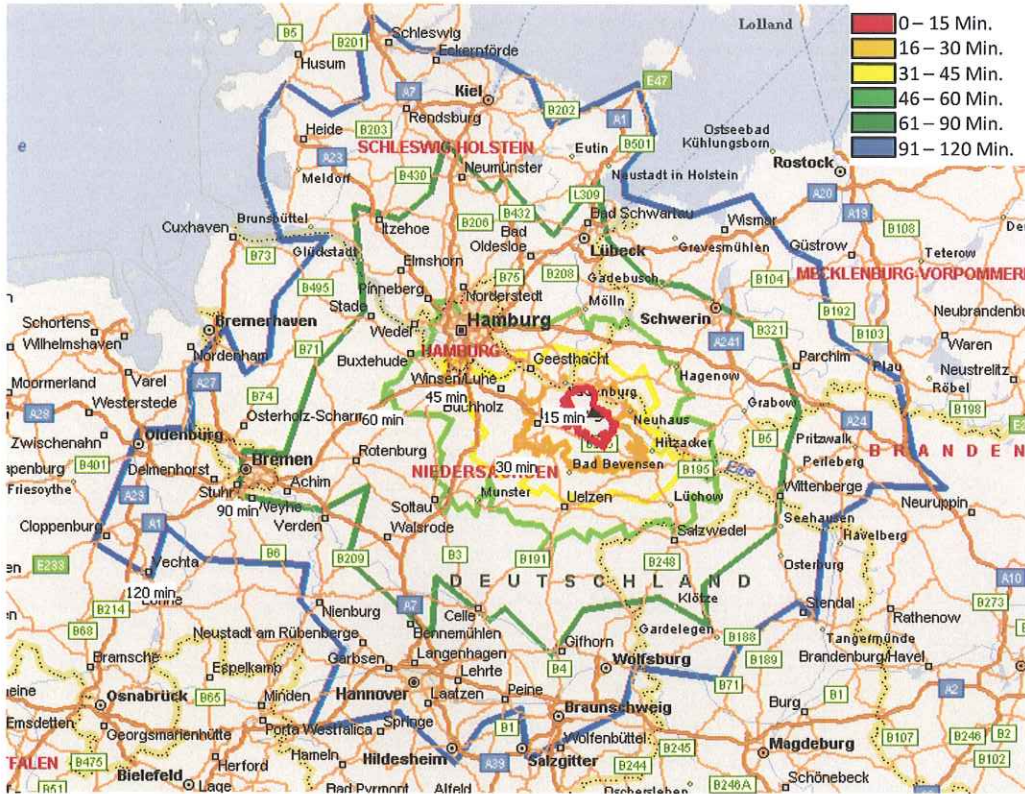 Lolland
0 – 15 Min.
16 – 30 Min.
31 – 45 Min.
46 – 60 Min.
61 – 90 Min.
91 – 120 Min.
B5
B201
Schleswig
Eckernförde
Husum
E47
A7
Kiel
Rendsburg
B202
A1
Heide
B203
SCHLESWIG-HOLSTEIN
Eutin
B501
Ostseebad
Kühlungsborn
Rostock
A23
Meldorf
B430
Neumünster
Neustadt in Holstein
A20
A19
L309
Brunsbüttel
Cuxhaven
Itzehoe
B206
B432
Bad
Oldesloe
Bad Schwartau
Wismar
B108
Lübeck
Grevesmühlen
Güstrow
Teterow
B73
Glückstadt
Elmshorn
B75
B208
Gadebusch
B104
MECKLENBURG-VORPOMMERN
B495
Pinneberg
Norderstedt
Mölln
B192
Stade
Schwerin
B321
B103
Neubrandenbu
Schortens
Bremerhaven
Wedel
Hamburg
A241
Wilhelmshaven
Nordenham
B71
Buxtehude
HAMBURG
Geesthacht
Parchim
Plau
Waren
Moormerland
Varel
A27
Winsen/Luhe
Hagenow
Neustrelitz
Röbel
A28
Westerstede
B74
45 min
Buchholz
Grabow
B198
Osterholz-Scharm
60 min
15 min
Neuhaus
A24
Zwischenahn
Oldenburg
Hitzacker
B5
Pritzwalk
BRANDEN
B401
Bremen
Rotenburg
NIEDERSACHSEN
30 min
Bad Bevensen
Elbe
B195
Perleberg
Delmenhorst
Friesoythe
A29
Stuhr
Achim
Munster
Uelzen
Lüchow
Wittenberge
Neuruppin
90 min
Weyhe
Verden
Soltau
Walsrode
Salzwedel
Seehausen
Havelberg
Cloppenburg
A1
B6
B209
B3
B191
B248
Osterburg
E233
Vechta
DEUTSCHLAND
A10
120 min
Lohne
Nienburg
A7
Celle
Klötze
Stendal
Rathenow
B273
B214
B68
Neustadt am Rübenberge
Bennemühlen
Gifhorn
Gardelegen
B188
Tangermünde
Bramsche
Espelkamp
Garbsen
Langenhagen
Lehrte
B4
Wolfsburg
B189
Brandenburg/Havel
Osnabrück
B65
Minden
Hannover
Laatzen
Peine
B71
B1
A2
Emsdetten
Georgsmarienhütte
Porta Westfalica
Springe
B1
Braunschweig
Burg
B107
B246
B2
B475
Herford
Hameln
Hildesheim
A39
Salzgitter
Wolfenbüttel
B245
Magdeburg
B102
B51
Bielefeld
Lage
Bad Pyrmont
Alfeld
B244
Oschersleben
B246A
Schönebeck